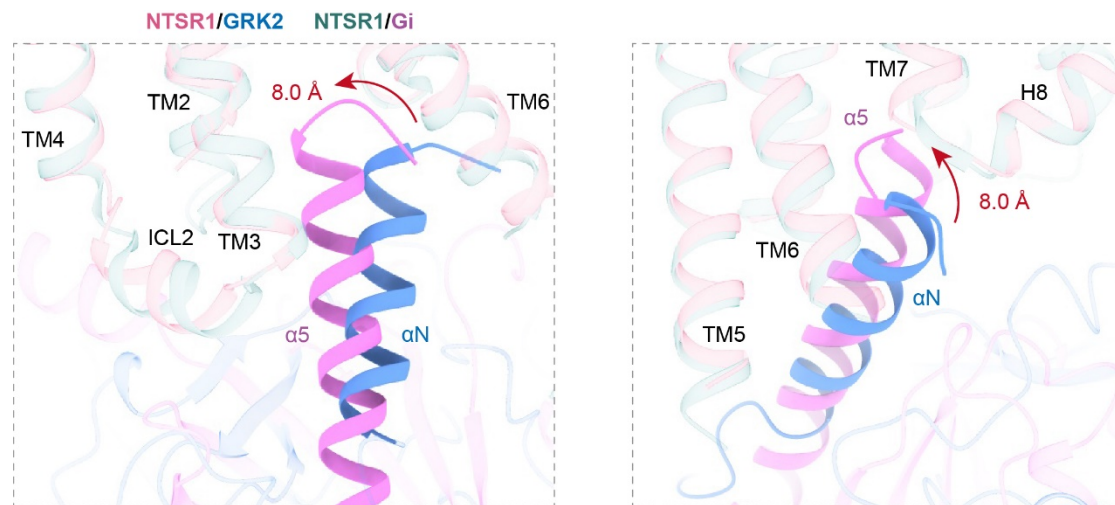 NTSR1/GRK2 NTSR1/Gi
8.0 Å
TM2
TM6
TM4
ICL2
TM3
α5
αN
TM7
H8
α5
8.0 Å
TM6
αN
TM5